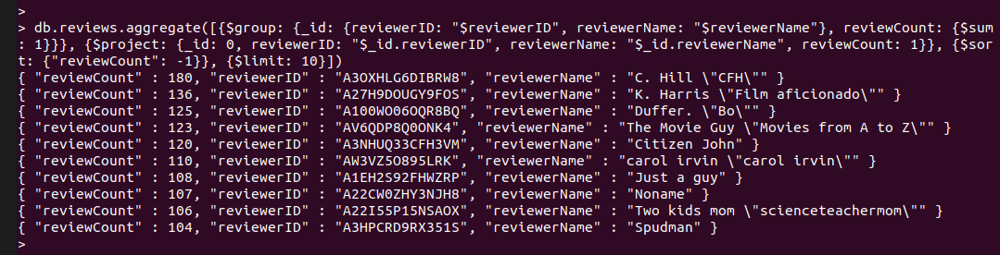 >
> db.reviews.aggregate([{$group: {_id: {reviewerID: "$reviewerID", reviewerName: "$reviewerName"}, reviewCount: {$sum
: 1}}}, {$project: {_id: 0, reviewerID: "$_id.reviewerID", reviewerName: "$_id.reviewerName", reviewCount: 1}}, {$sor
t: {"reviewCount": -1}}, {$limit: 10}])
{ "reviewCount" : 180, "reviewerID" : "A3OXHLG6DIBRW8", "reviewerName" : "C. Hill \"CFH\"" }
{ "reviewCount" : 136, "reviewerID" : "A27H9DOUGY9FOS", "reviewerName" : "K. Harris \"Film aficionado\"" }
{ "reviewCount" : 125, "reviewerID" : "A100WO06OQR8BQ", "reviewerName" : "Duffer. \"Bo\"" }
{ "reviewCount" : 123, "reviewerID" : "AV6QDP8Q0ONK4", "reviewerName" : "The Movie Guy \"Movies from A to Z\"" }
{ "reviewCount" : 120, "reviewerID" : "A3NHUQ33CFH3VM", "reviewerName" : "Citizen John" }
{ "reviewCount" : 110, "reviewerID" : "AW3VZ5O895LRK", "reviewerName" : "carol irvin \"carol irvin\"" }
{ "reviewCount" : 108, "reviewerID" : "A1EH2S92FHWZRP", "reviewerName" : "Just a guy" }
{ "reviewCount" : 107, "reviewerID" : "A22CW0ZHY3NJH8", "reviewerName" : "Noname" }
{ "reviewCount" : 106, "reviewerID" : "A22I55P15NSAOX", "reviewerName" : "Two kids mom \"scienceteachermom\"" }
{ "reviewCount" : 104, "reviewerID" : "A3HPCRD9RX351S", "reviewerName" : "Spudman" }
>